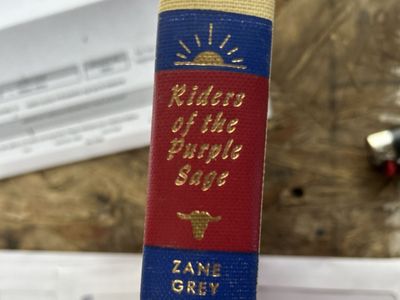 Riders
of the
Purple
Sage
ZANE
GREY